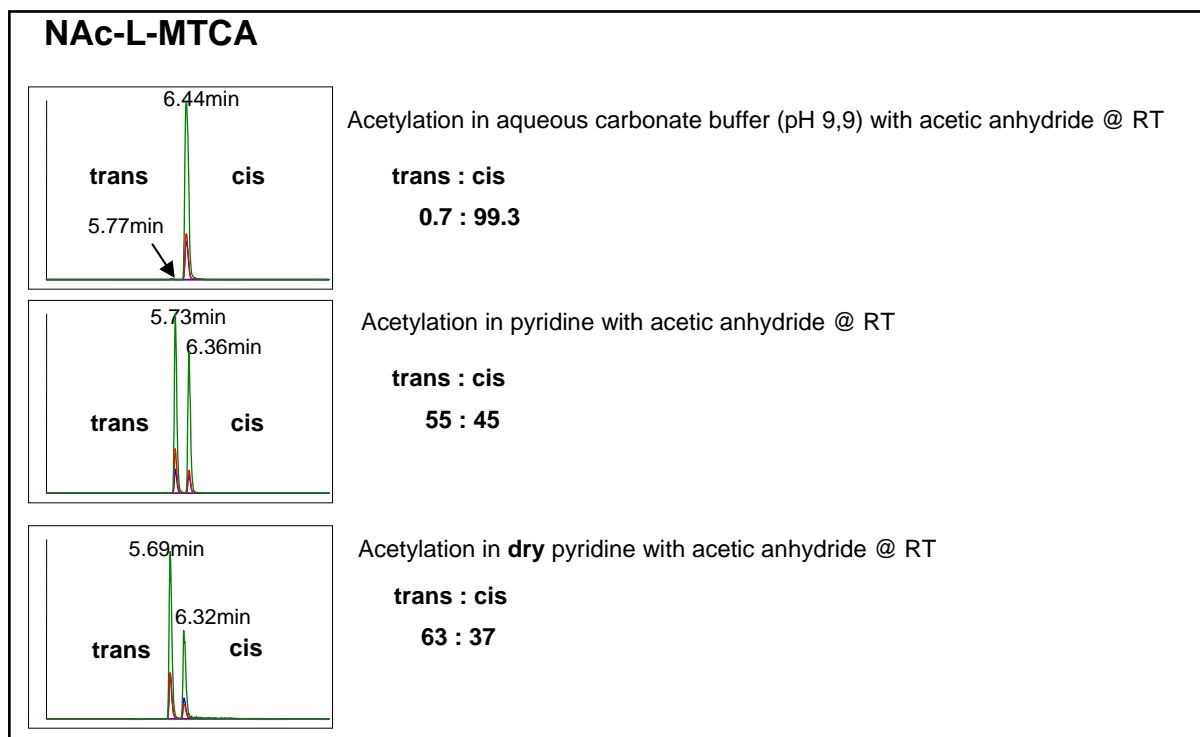 NAc-L-MTCA
6.44min
Acetylation in aqueous carbonate buffer (pH 9,9) with acetic anhydride @ RT
trans cis
trans : cis
0.7 : 99.3
5.77min
5.73min
Acetylation in pyridine with acetic anhydride @ RT
6.36min
trans : cis
55 : 45
trans cis
5.69min
Acetylation in dry pyridine with acetic anhydride @ RT
trans : cis
6.32min
63 : 37
trans cis